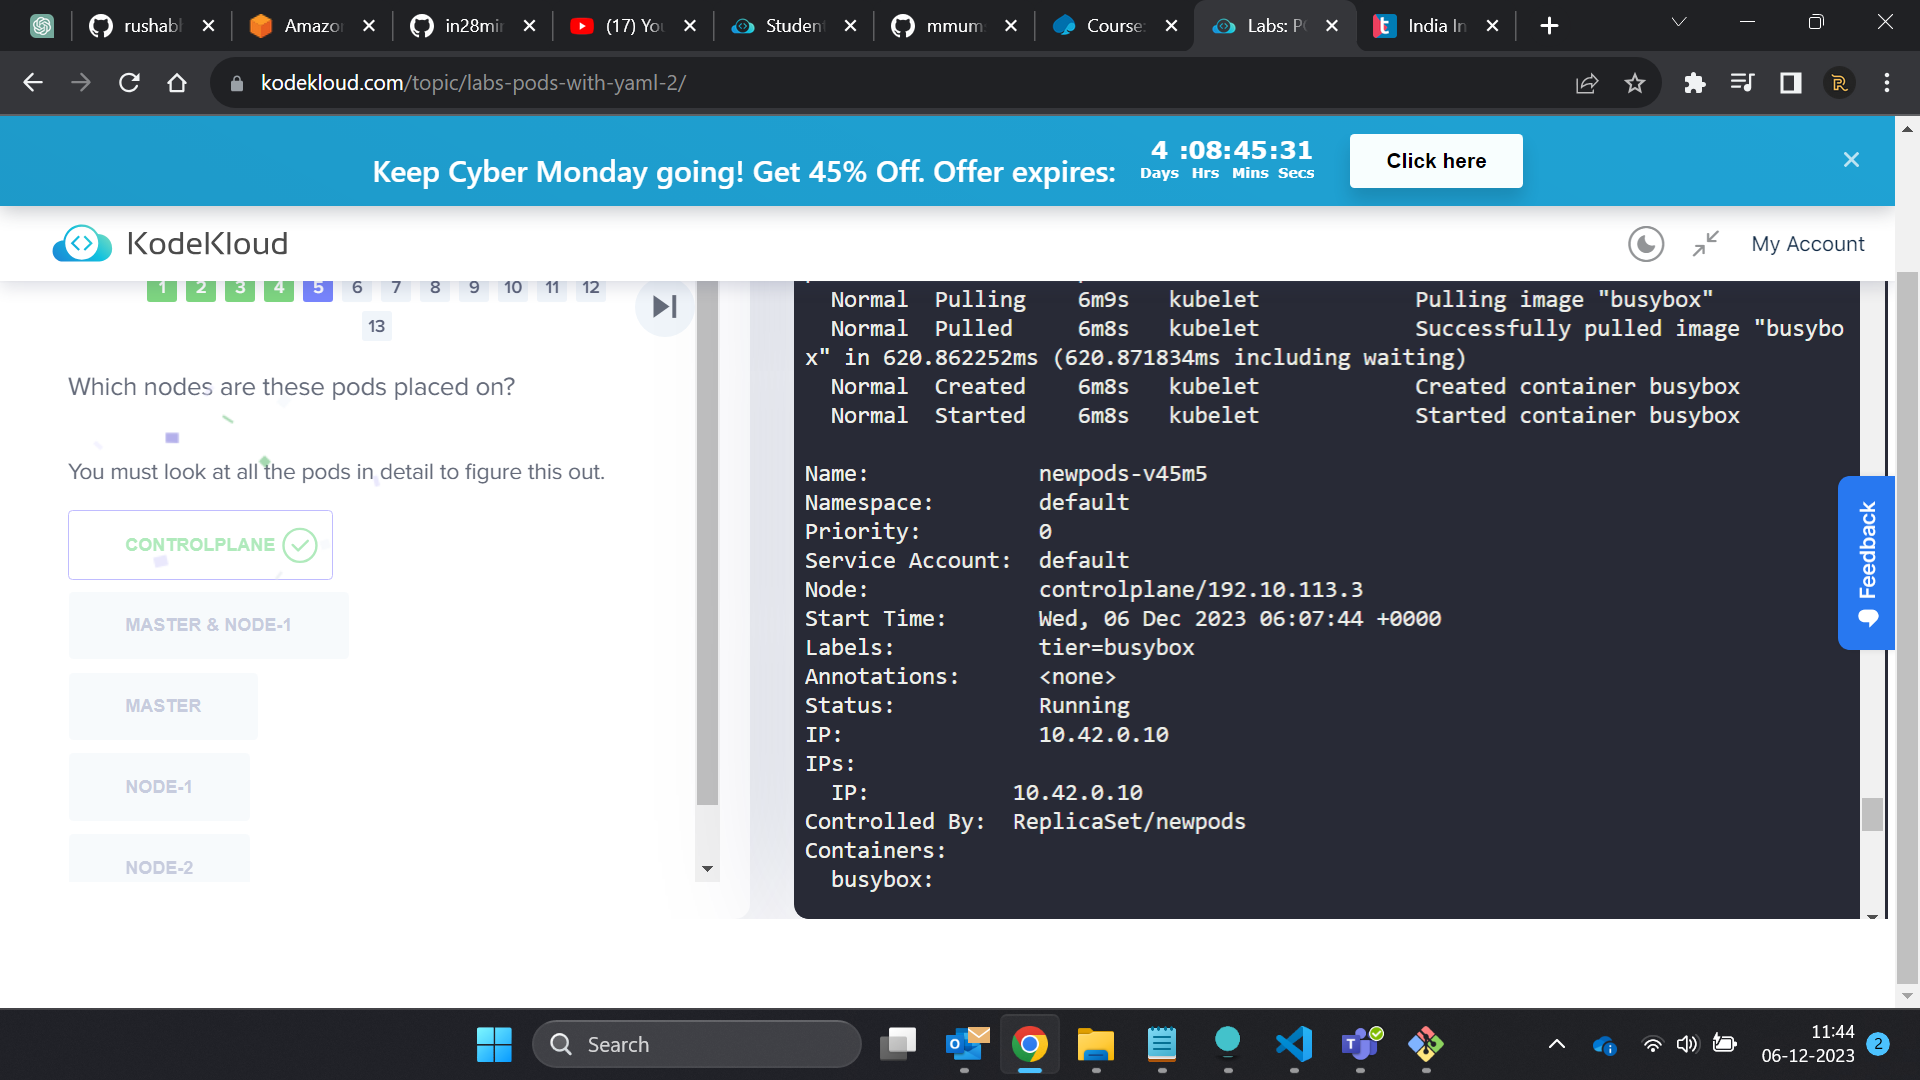 rushabh
Amazon
in28min
(17) You
Student
mmums
Course:
Labs: PO
India In
kodekloud.com/topic/labs-pods-with-yaml-2/
Keep Cyber Monday going! Get 45% Off. Offer expires:
4 :08:45:31
Days Hrs Mins Secs
Click here
KodeKloud
My Account
1 2 3 4 5 6 7 8 9 10 11 12
13
Which nodes are these pods placed on?
You must look at all the pods in detail to figure this out.
CONTROLPLANE
MASTER & NODE-1
MASTER
NODE-1
NODE-2
Normal Pulling 6m9s kubelet Pulling image "busybox"
Normal Pulled 6m8s kubelet Successfully pulled image "busybo
x" in 620.862252ms (620.871834ms including waiting)
Normal Created 6m8s kubelet Created container busybox
Normal Started 6m8s kubelet Started container busybox
Name: newpods-v45m5
Namespace: default
Priority: 0
Service Account: default
Node: controlplane/192.10.113.3
Start Time: Wed, 06 Dec 2023 06:07:44 +0000
Labels: tier=busybox
Annotations: <none>
Status: Running
IP: 10.42.0.10
IPs:
IP: 10.42.0.10
Controlled By: ReplicaSet/newpods
Containers:
busybox:
Feedback
Search
11:44
06-12-2023
2